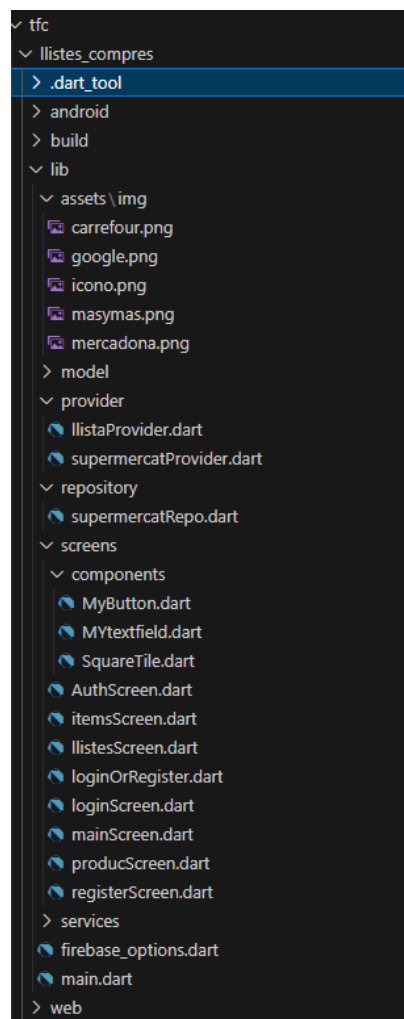 tfc
llistes_compres
.dart_tool
android
build
lib
assets\img
carrefour.png
google.png
icono.png
masymas.png
mercadona.png
model
provider
llistaProvider.dart
supermercatProvider.dart
repository
supermercatRepo.dart
screens
components
MyButton.dart
MYtextfield.dart
SquareTile.dart
AuthScreen.dart
itemsScreen.dart
llistesScreen.dart
loginOrRegister.dart
loginScreen.dart
mainScreen.dart
producScreen.dart
registerScreen.dart
services
firebase_options.dart
main.dart
web